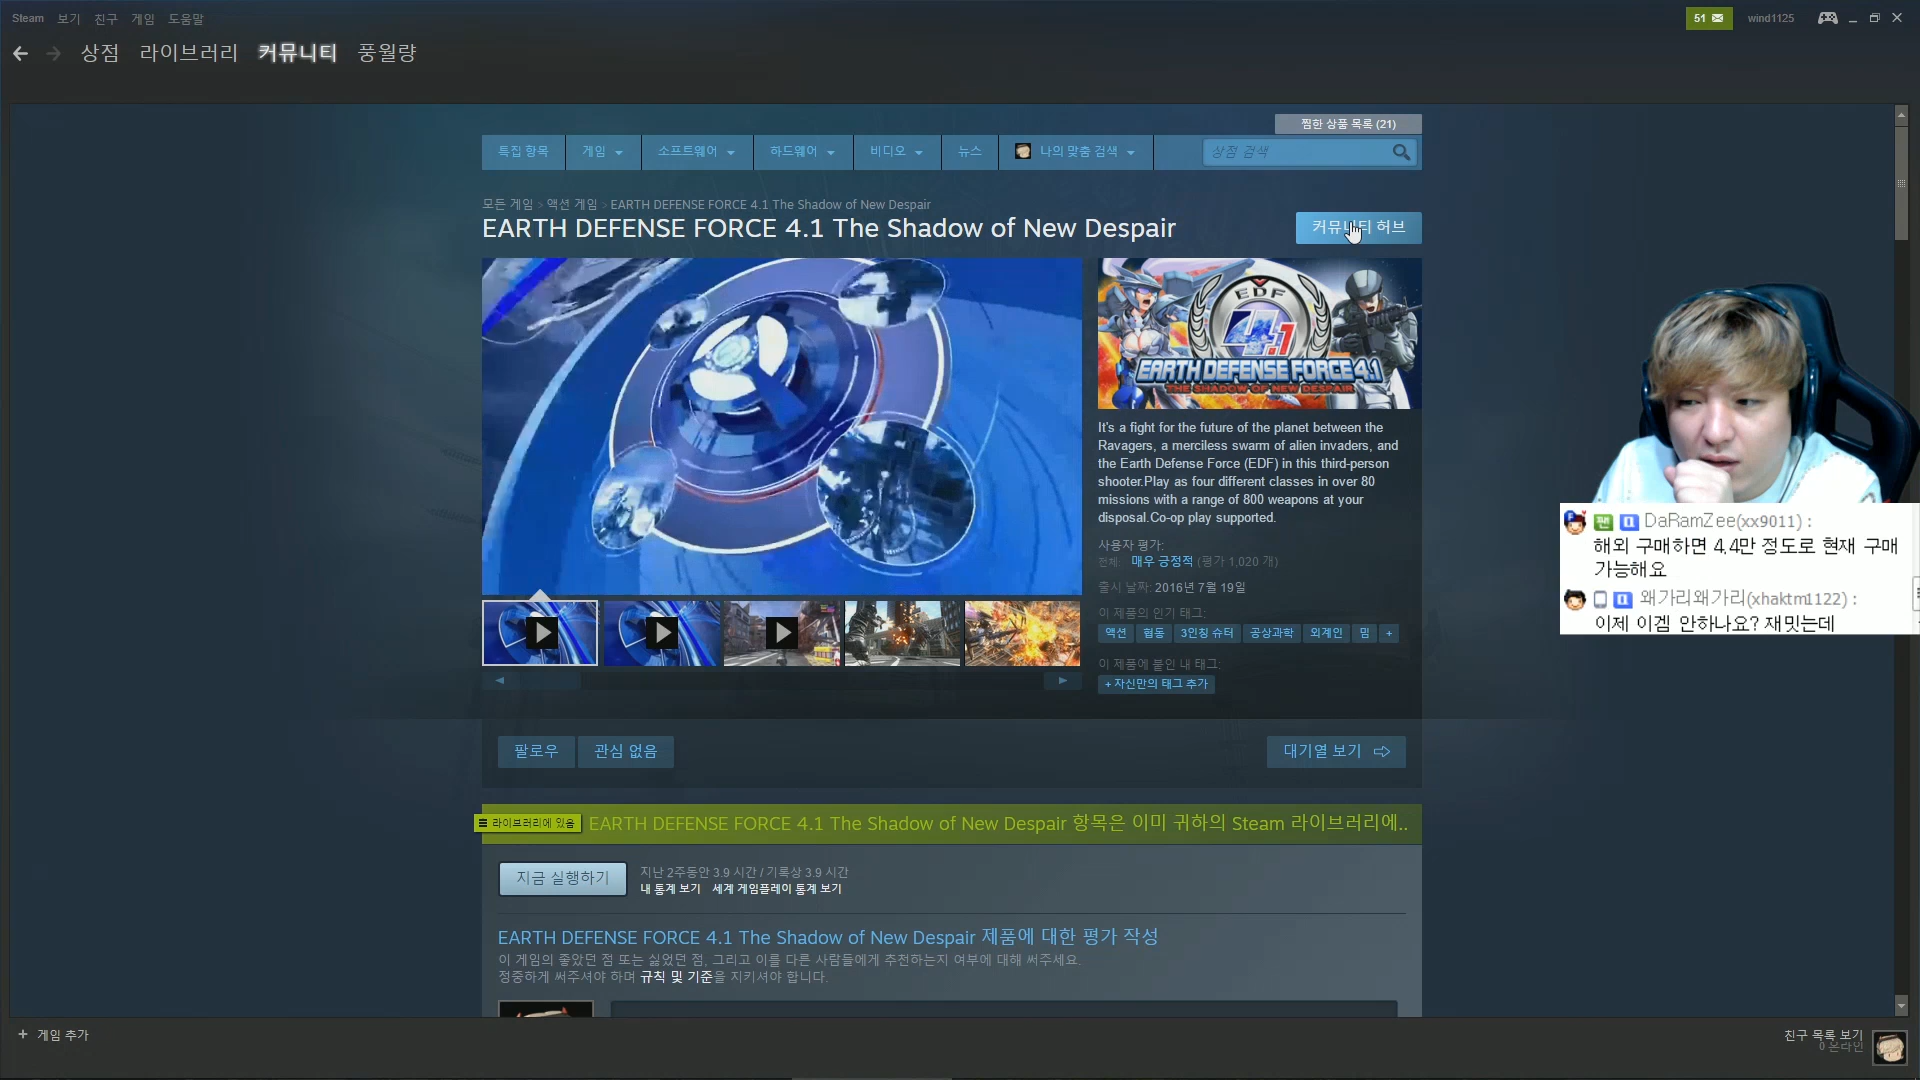 Steam 보기 친구 게임 도움말
51
wind1125
상점 라이브러리 커뮤니티 풍월량
찜한 상품 목록 (21)
특집 항목 게임 소프트웨어 하드웨어 비디오 뉴스 나의 맞춤 검색 상점 검색
모든 게임 > 액션 게임 > EARTH DEFENSE FORCE 4.1 The Shadow of New Despair
EARTH DEFENSE FORCE 4.1 The Shadow of New Despair
커뮤니티 허브
EDF
4.1
EARTH DEFENSE FORCE 4.1
THE SHADOW OF NEW DESPAIR
It's a fight for the future of the planet between the
Ravagers, a merciless swarm of alien invaders, and
the Earth Defense Force (EDF) in this third-person
shooter.Play as four different classes in over 80
missions with a range of 800 weapons at your
disposal.Co-op play supported.
사용자 평가:
전체: 매우 긍정적 (평가 1,020 개)
출시 날짜: 2016년 7월 19일
이 제품의 인기 태그:
액션 협동 3인칭 슈터 공상과학 외계인 밈 +
이 제품에 붙인 내 태그:
+ 자신만의 태그 추가
DaRamZee(xx9011) :
해외 구매하면 4.4만 정도로 현재 구매
가능해요
왜가리왜가리(xhaktm1122) :
이제 이겜 안하나요? 재밋는데
팔로우 관심 없음 대기열 보기
라이브러리에 있음 EARTH DEFENSE FORCE 4.1 The Shadow of New Despair 항목은 이미 귀하의 Steam 라이브러리에..
지금 실행하기
지난 2주동안 3.9 시간 / 기록상 3.9 시간
내 통계 보기 세계 게임플레이 통계 보기
EARTH DEFENSE FORCE 4.1 The Shadow of New Despair 제품에 대한 평가 작성
이 게임의 좋았던 점 또는 싫었던 점, 그리고 이를 다른 사람들에게 추천하는지 여부에 대해 써주세요.
정중하게 써주셔야 하며 규칙 및 기준을 지키셔야 합니다.
+ 게임 추가
친구 목록 보기
0 온라인